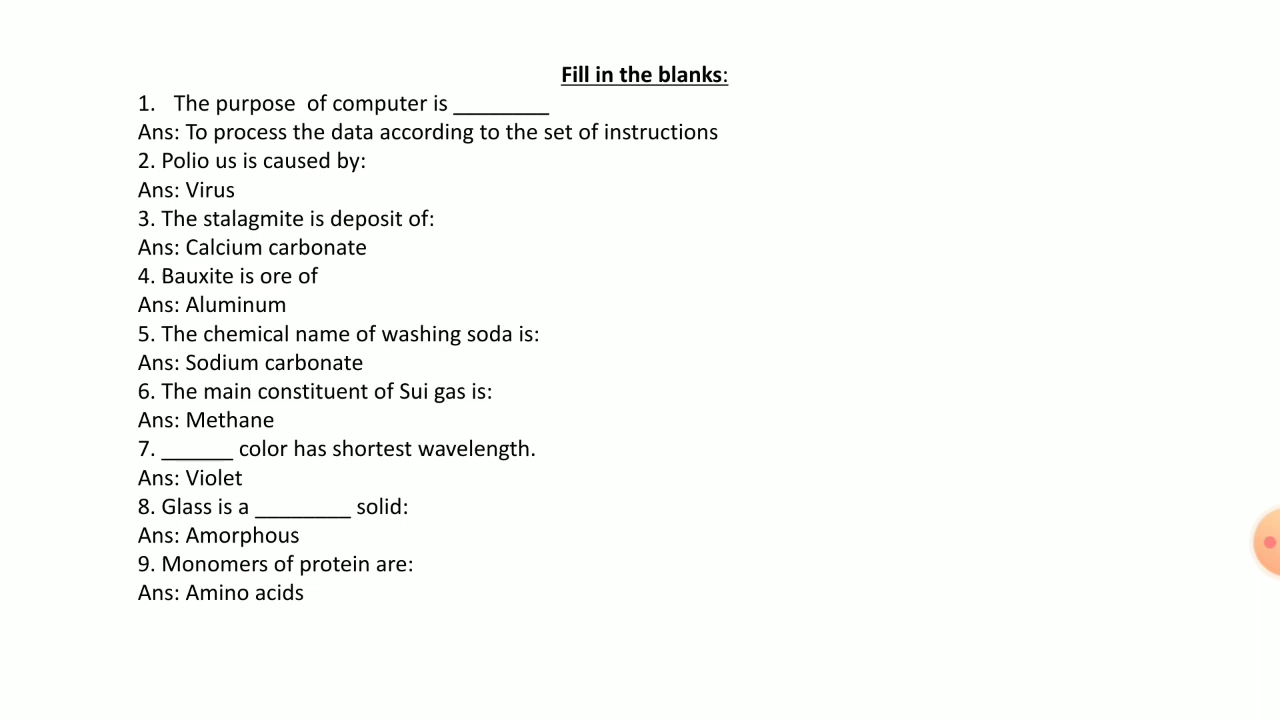 Fill in the blanks:
1. The purpose of computer is ________
Ans: To process the data according to the set of instructions
2. Polio us is caused by:
Ans: Virus
3. The stalagmite is deposit of:
Ans: Calcium carbonate
4. Bauxite is ore of
Ans: Aluminum
5. The chemical name of washing soda is:
Ans: Sodium carbonate
6. The main constituent of Sui gas is:
Ans: Methane
7. ______ color has shortest wavelength.
Ans: Violet
8. Glass is a ________ solid:
Ans: Amorphous
9. Monomers of protein are:
Ans: Amino acids